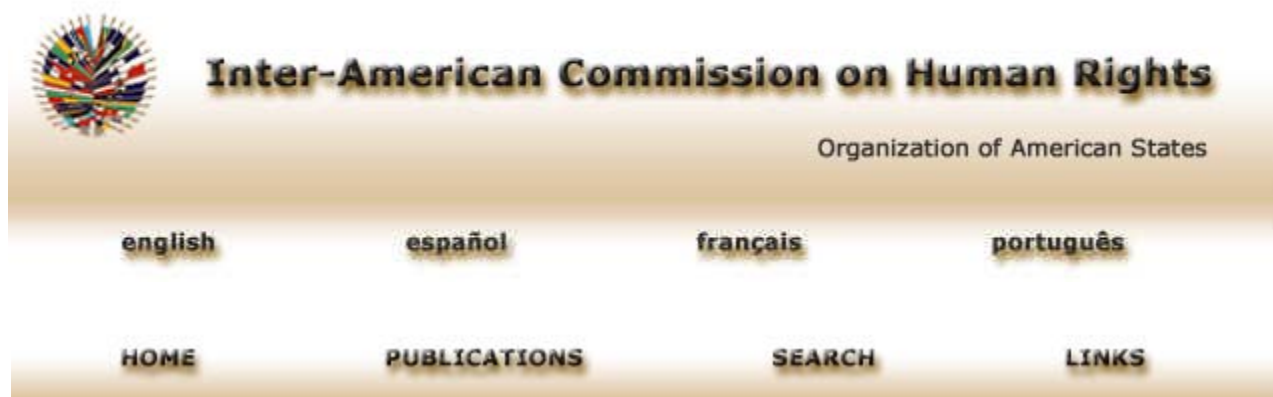 Inter-American Commission on Human Rights
Organization of American States
english español français português
HOME PUBLICATIONS SEARCH LINKS